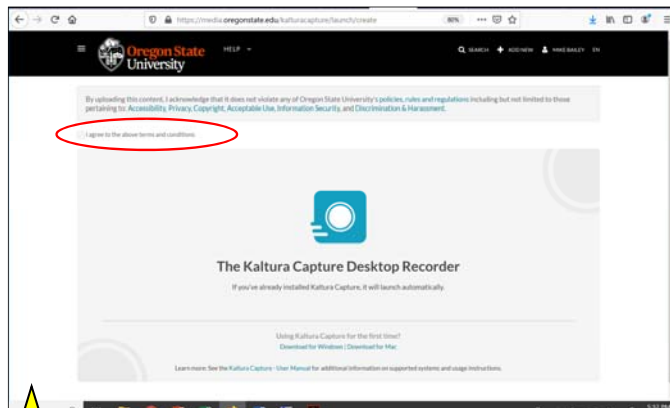 https://media.oregonstate.edu/kalturacapture/launch/create
80%
Oregon State
University
HELP
SEARCH
ADD NEW
MIKE BAILEY
EN
By uploading this content, I acknowledge that it does not violate any of Oregon State University's policies, rules and regulations including but not limited to those
pertaining to: Accessibility, Privacy, Copyright, Acceptable Use, Information Security, and Discrimination & Harassment.
I agree to the above terms and conditions
The Kaltura Capture Desktop Recorder
If you've already installed Kaltura Capture, it will launch automatically.
Using Kaltura Capture for the first time?
Download for Windows | Download for Mac
Learn more: See the Kaltura Capture - User Manual for additional information on supported systems and usage instructions.
5:57 PM